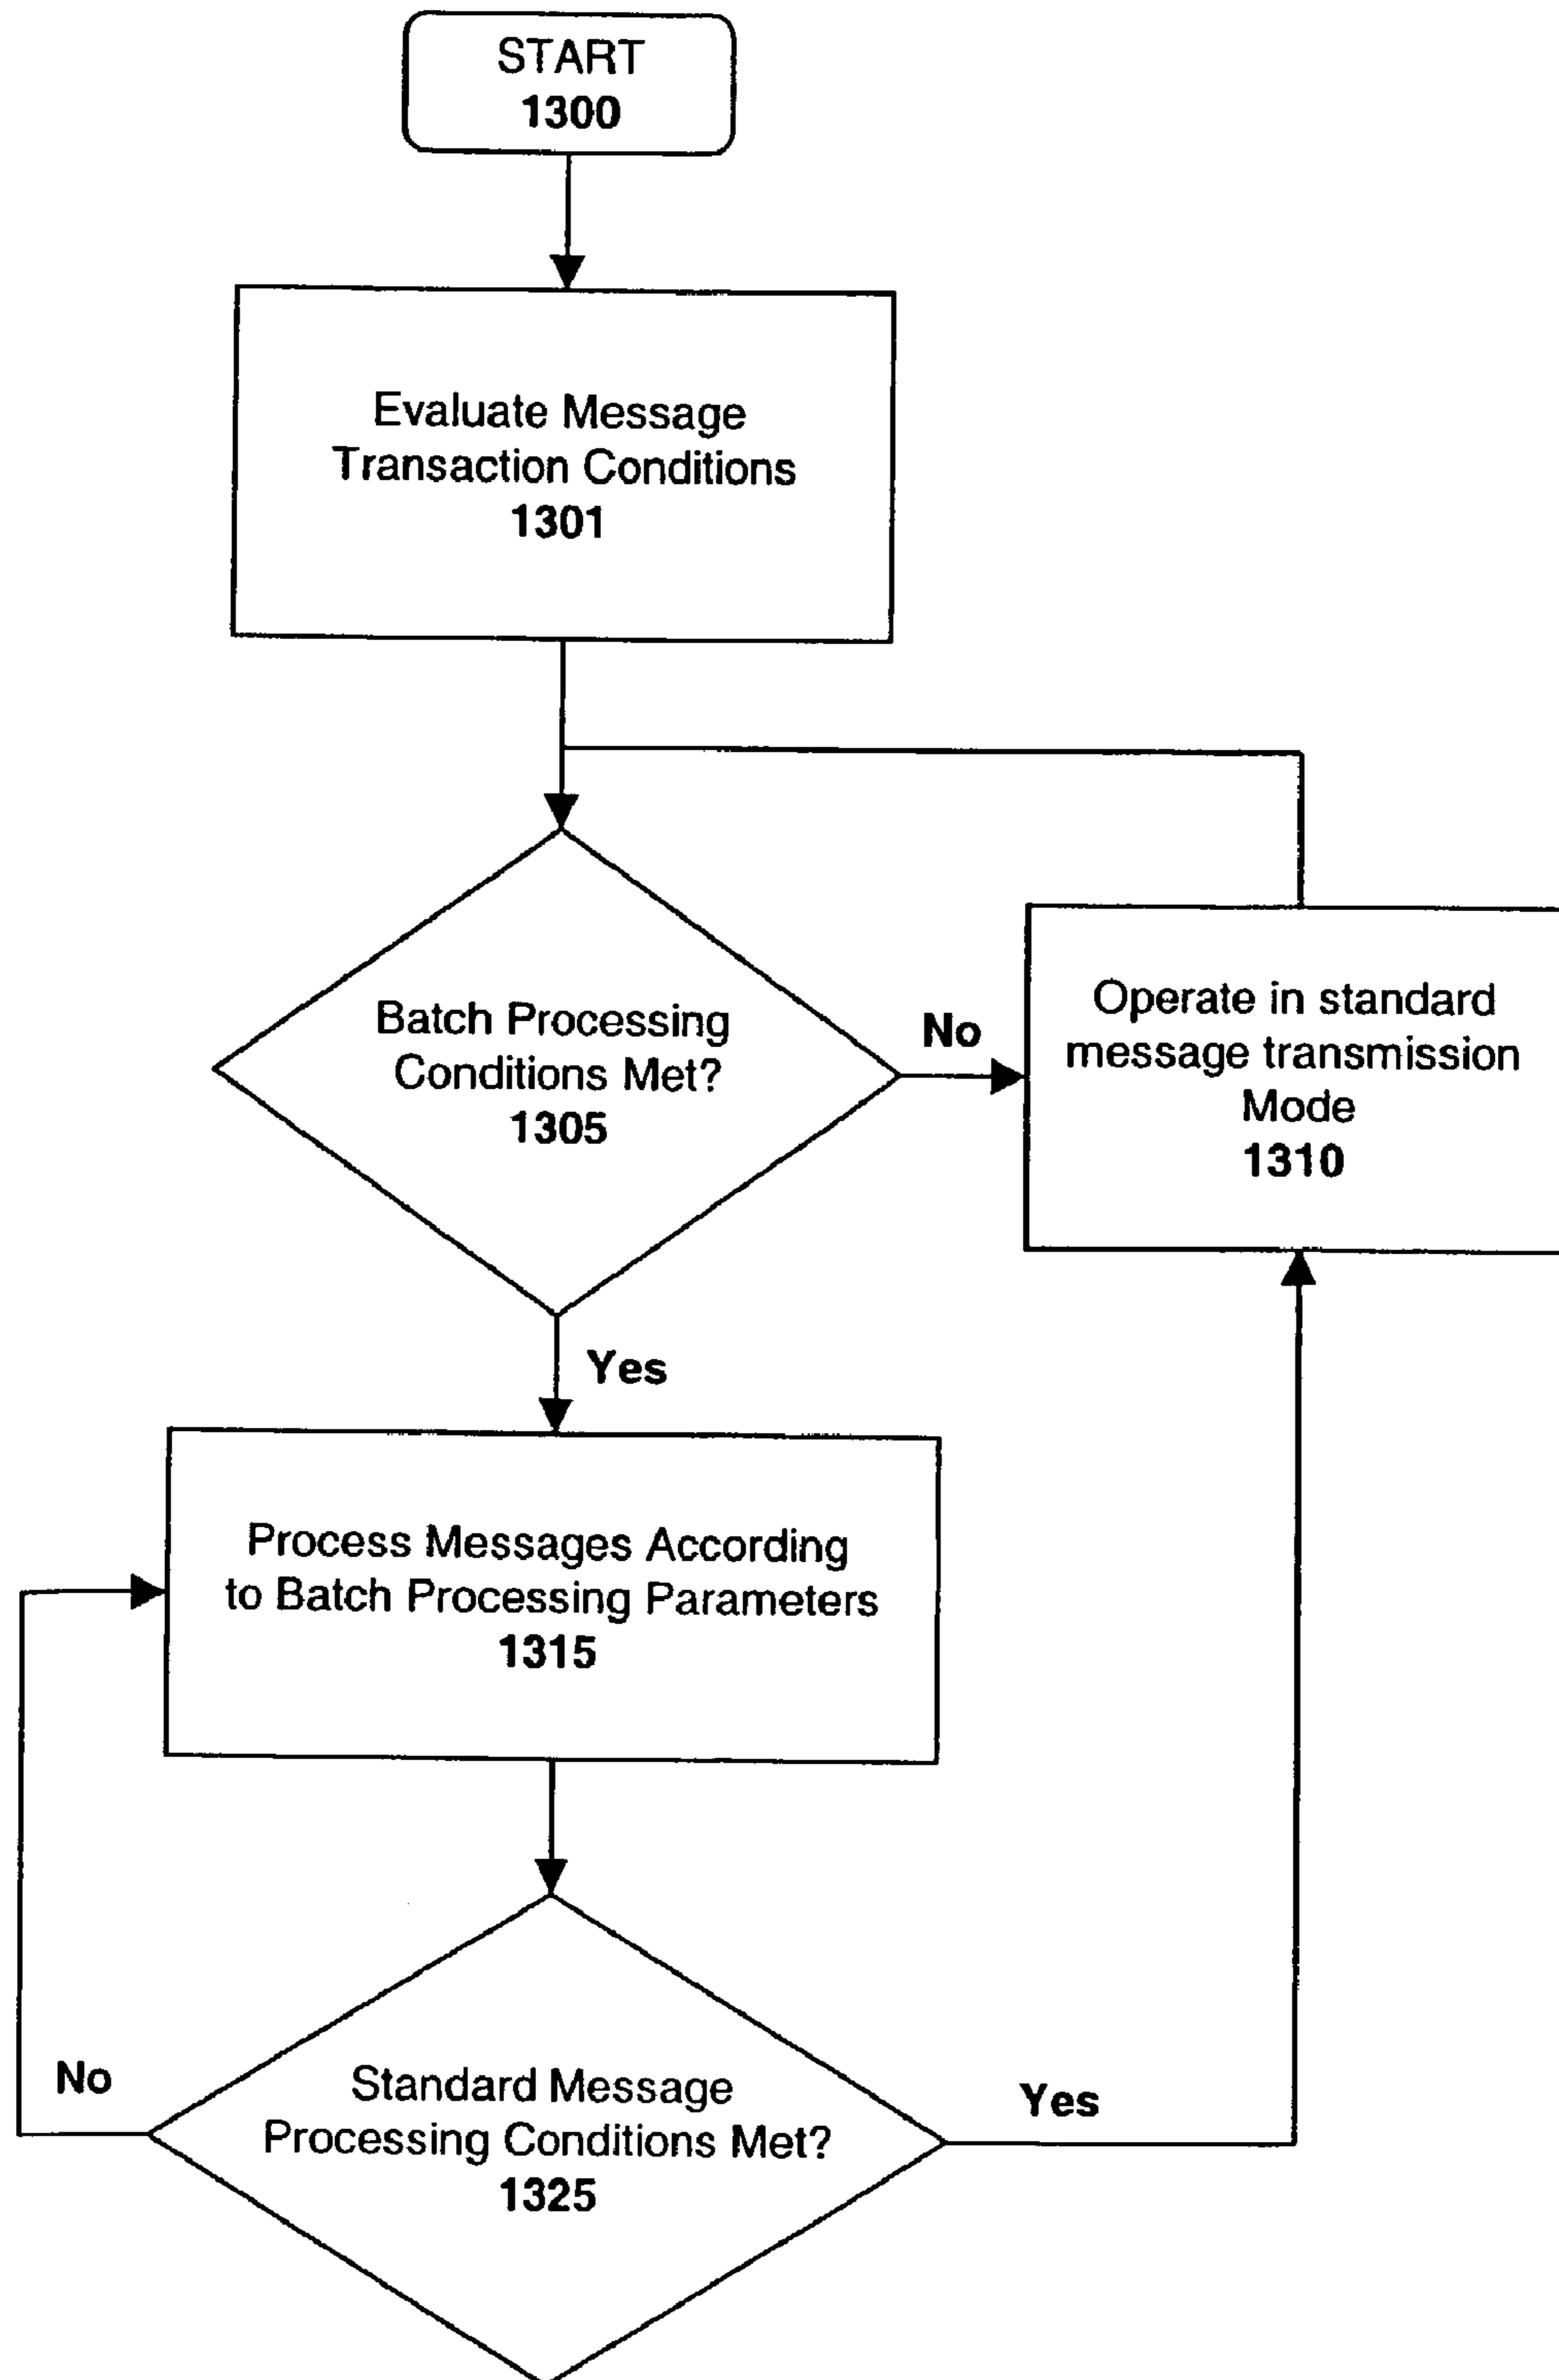 START
1300
Evaluate Message
Transaction Conditions
1301
Batch Processing
Conditions Met?
1305
No
Operate in standard
message transmission
Mode
1310
Yes
Process Messages According
to Batch Processing Parameters
1315
No
Standard Message
Processing Conditions Met?
1325
Yes